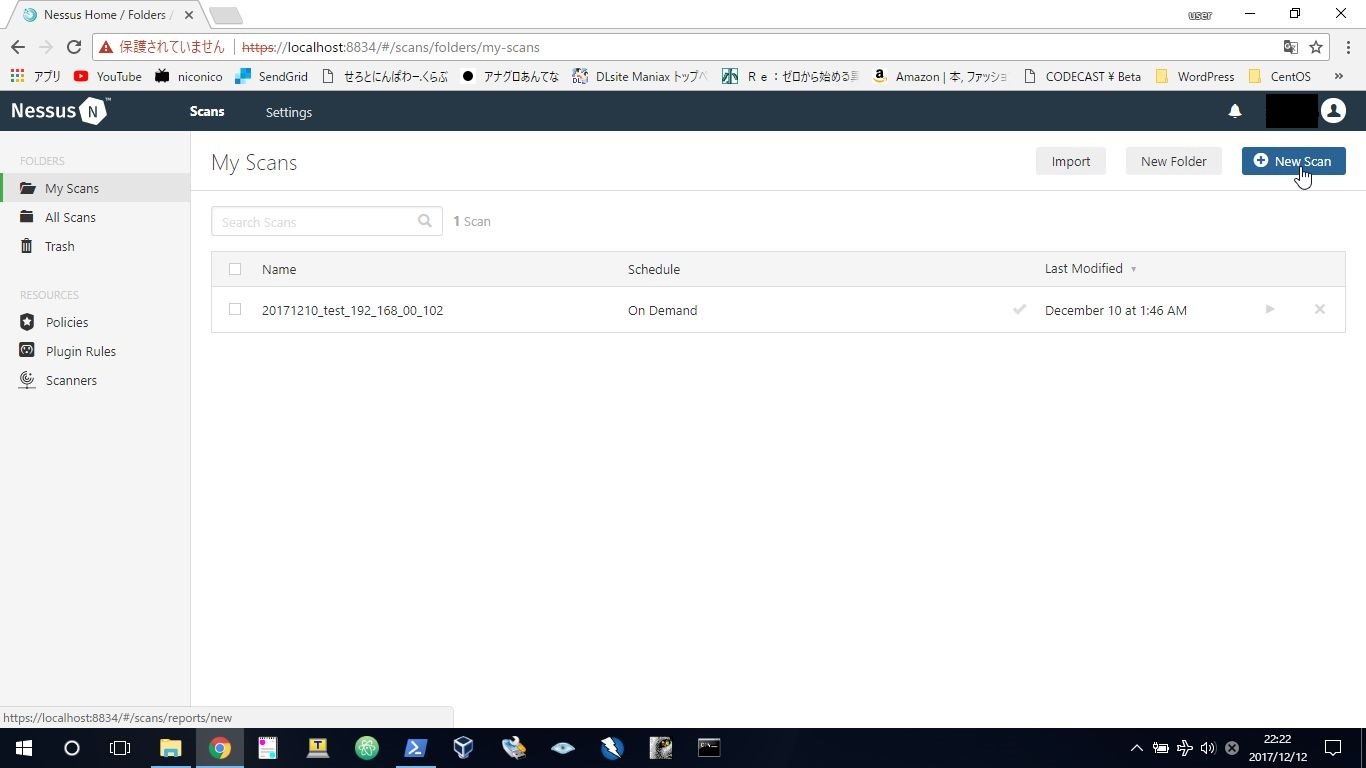 Nessus Home / Folders /
user
保護されていません https://localhost:8834/#/scans/folders/my-scans
アプリ YouTube niconico SendGrid せろとにんぱわーくらぶ アナグロあんてな DLsite Maniax トップペ Ｒｅ：ゼロから始める Amazon | 本, ファッショ CODECAST ¥ Beta WordPress CentOS »
Nessus N ™ Scans Settings
FOLDERS
My Scans
All Scans
Trash
RESOURCES
Policies
Plugin Rules
Scanners
My Scans Import New Folder New Scan
Search Scans 1 Scan
Name Schedule Last Modified
20171210_test_192_168_00_102 On Demand December 10 at 1:46 AM
https://localhost:8834/#/scans/reports/new
22:22
2017/12/12